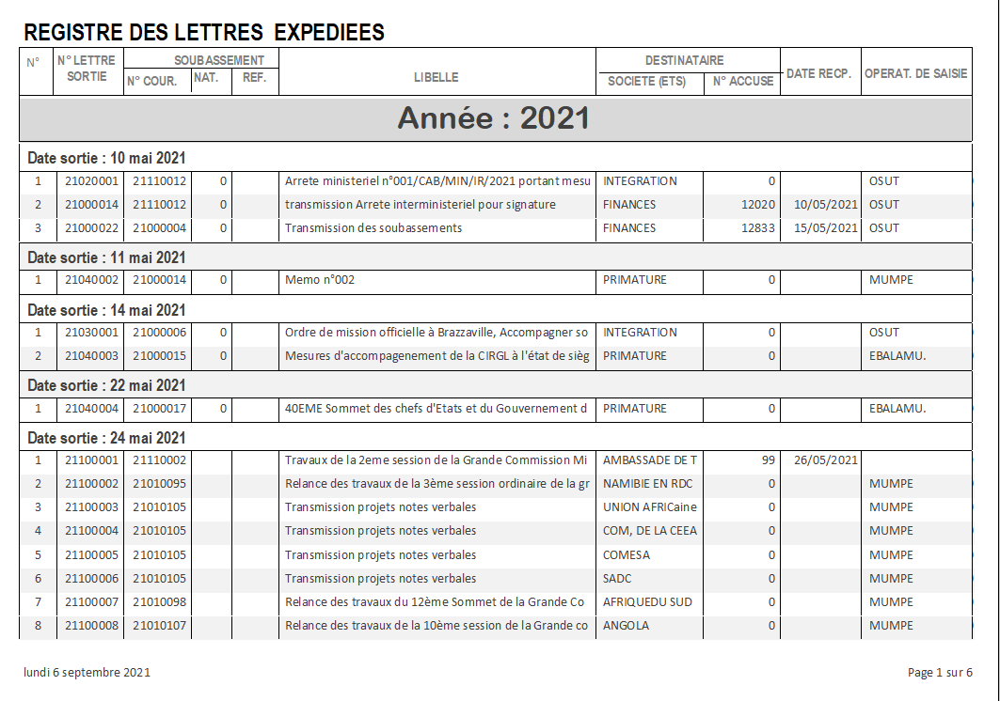 REGISTRE DES LETTRES EXPEDIEES
N° N° LETTRE SORTIE SOUBASSEMENT N° COUR. NAT. REF. LIBELLE DESTINATAIRE SOCIETE (ETS) N° ACCUSE DATE RECP. OPERAT. DE SAISIE
Année : 2021
Date sortie : 10 mai 2021
1 21020001 21110012 0 Arrete ministeriel n°001/CAB/MIN/IR/2021 portant mesu INTEGRATION 0 OSUT
2 21000014 21110012 0 transmission Arrete interministeriel pour signature FINANCES 12020 10/05/2021 OSUT
3 21000022 21000004 0 Transmission des soubassements FINANCES 12833 15/05/2021 OSUT
Date sortie : 11 mai 2021
1 21040002 21000014 0 Memo n°002 PRIMATURE 0 MUMPE
Date sortie : 14 mai 2021
1 21030001 21000006 0 Ordre de mission officielle à Brazzaville, Accompagner so INTEGRATION 0 OSUT
2 21040003 21000015 0 Mesures d'accompagenement de la CIRGL à l'état de sièg PRIMATURE 0 EBALAMU.
Date sortie : 22 mai 2021
1 21040004 21000017 0 40EME Sommet des chefs d'Etats et du Gouvernement d PRIMATURE 0 EBALAMU.
Date sortie : 24 mai 2021
1 21100001 21110002 Travaux de la 2eme session de la Grande Commission Mi AMBASSADE DE T 99 26/05/2021
2 21100002 21010095 Relance des travaux de la 3ème session ordinaire de la gr NAMIBIE EN RDC 0 MUMPE
3 21100003 21010105 Transmission projets notes verbales UNION AFRICaine 0 MUMPE
4 21100004 21010105 Transmission projets notes verbales COM, DE LA CEEA 0 MUMPE
5 21100005 21010105 Transmission projets notes verbales COMESA 0 MUMPE
6 21100006 21010105 Transmission projets notes verbales SADC 0 MUMPE
7 21100007 21010098 Relance des travaux du 12ème Sommet de la Grande Co AFRIQUEDU SUD 0 MUMPE
8 21100008 21010107 Relance des travaux de la 10ème session de la Grande co ANGOLA 0 MUMPE
lundi 6 septembre 2021 Page 1 sur 6